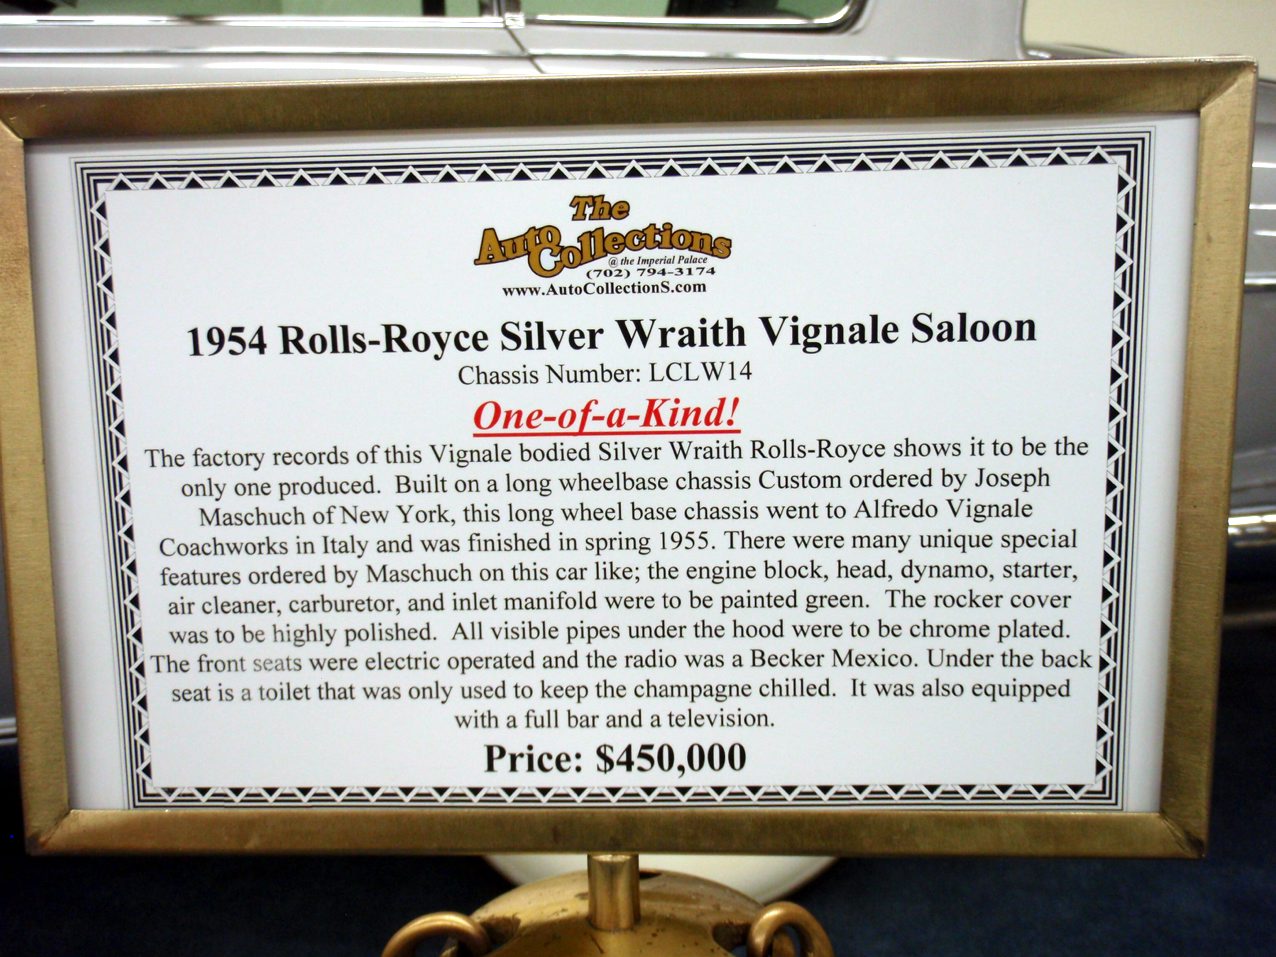 The
Auto Collections
@ the Imperial Palace
(702) 794-3174
www.AutoCollectionS.com
1954 Rolls-Royce Silver Wraith Vignale Saloon
Chassis Number: LCLW14
One-of-a-Kind!
The factory records of this Vignale bodied Silver Wraith Rolls-Royce shows it to be the
only one produced. Built on a long wheelbase chassis Custom ordered by Joseph
Maschuch of New York, this long wheel base chassis went to Alfredo Vignale
Coachworks in Italy and was finished in spring 1955. There were many unique special
features ordered by Maschuch on this car like; the engine block, head, dynamo, starter,
air cleaner, carburetor, and inlet manifold were to be painted green. The rocker cover
was to be highly polished. All visible pipes under the hood were to be chrome plated.
The front seats were electric operated and the radio was a Becker Mexico. Under the back
seat is a toilet that was only used to keep the champagne chilled. It was also equipped
with a full bar and a television.
Price: $450,000